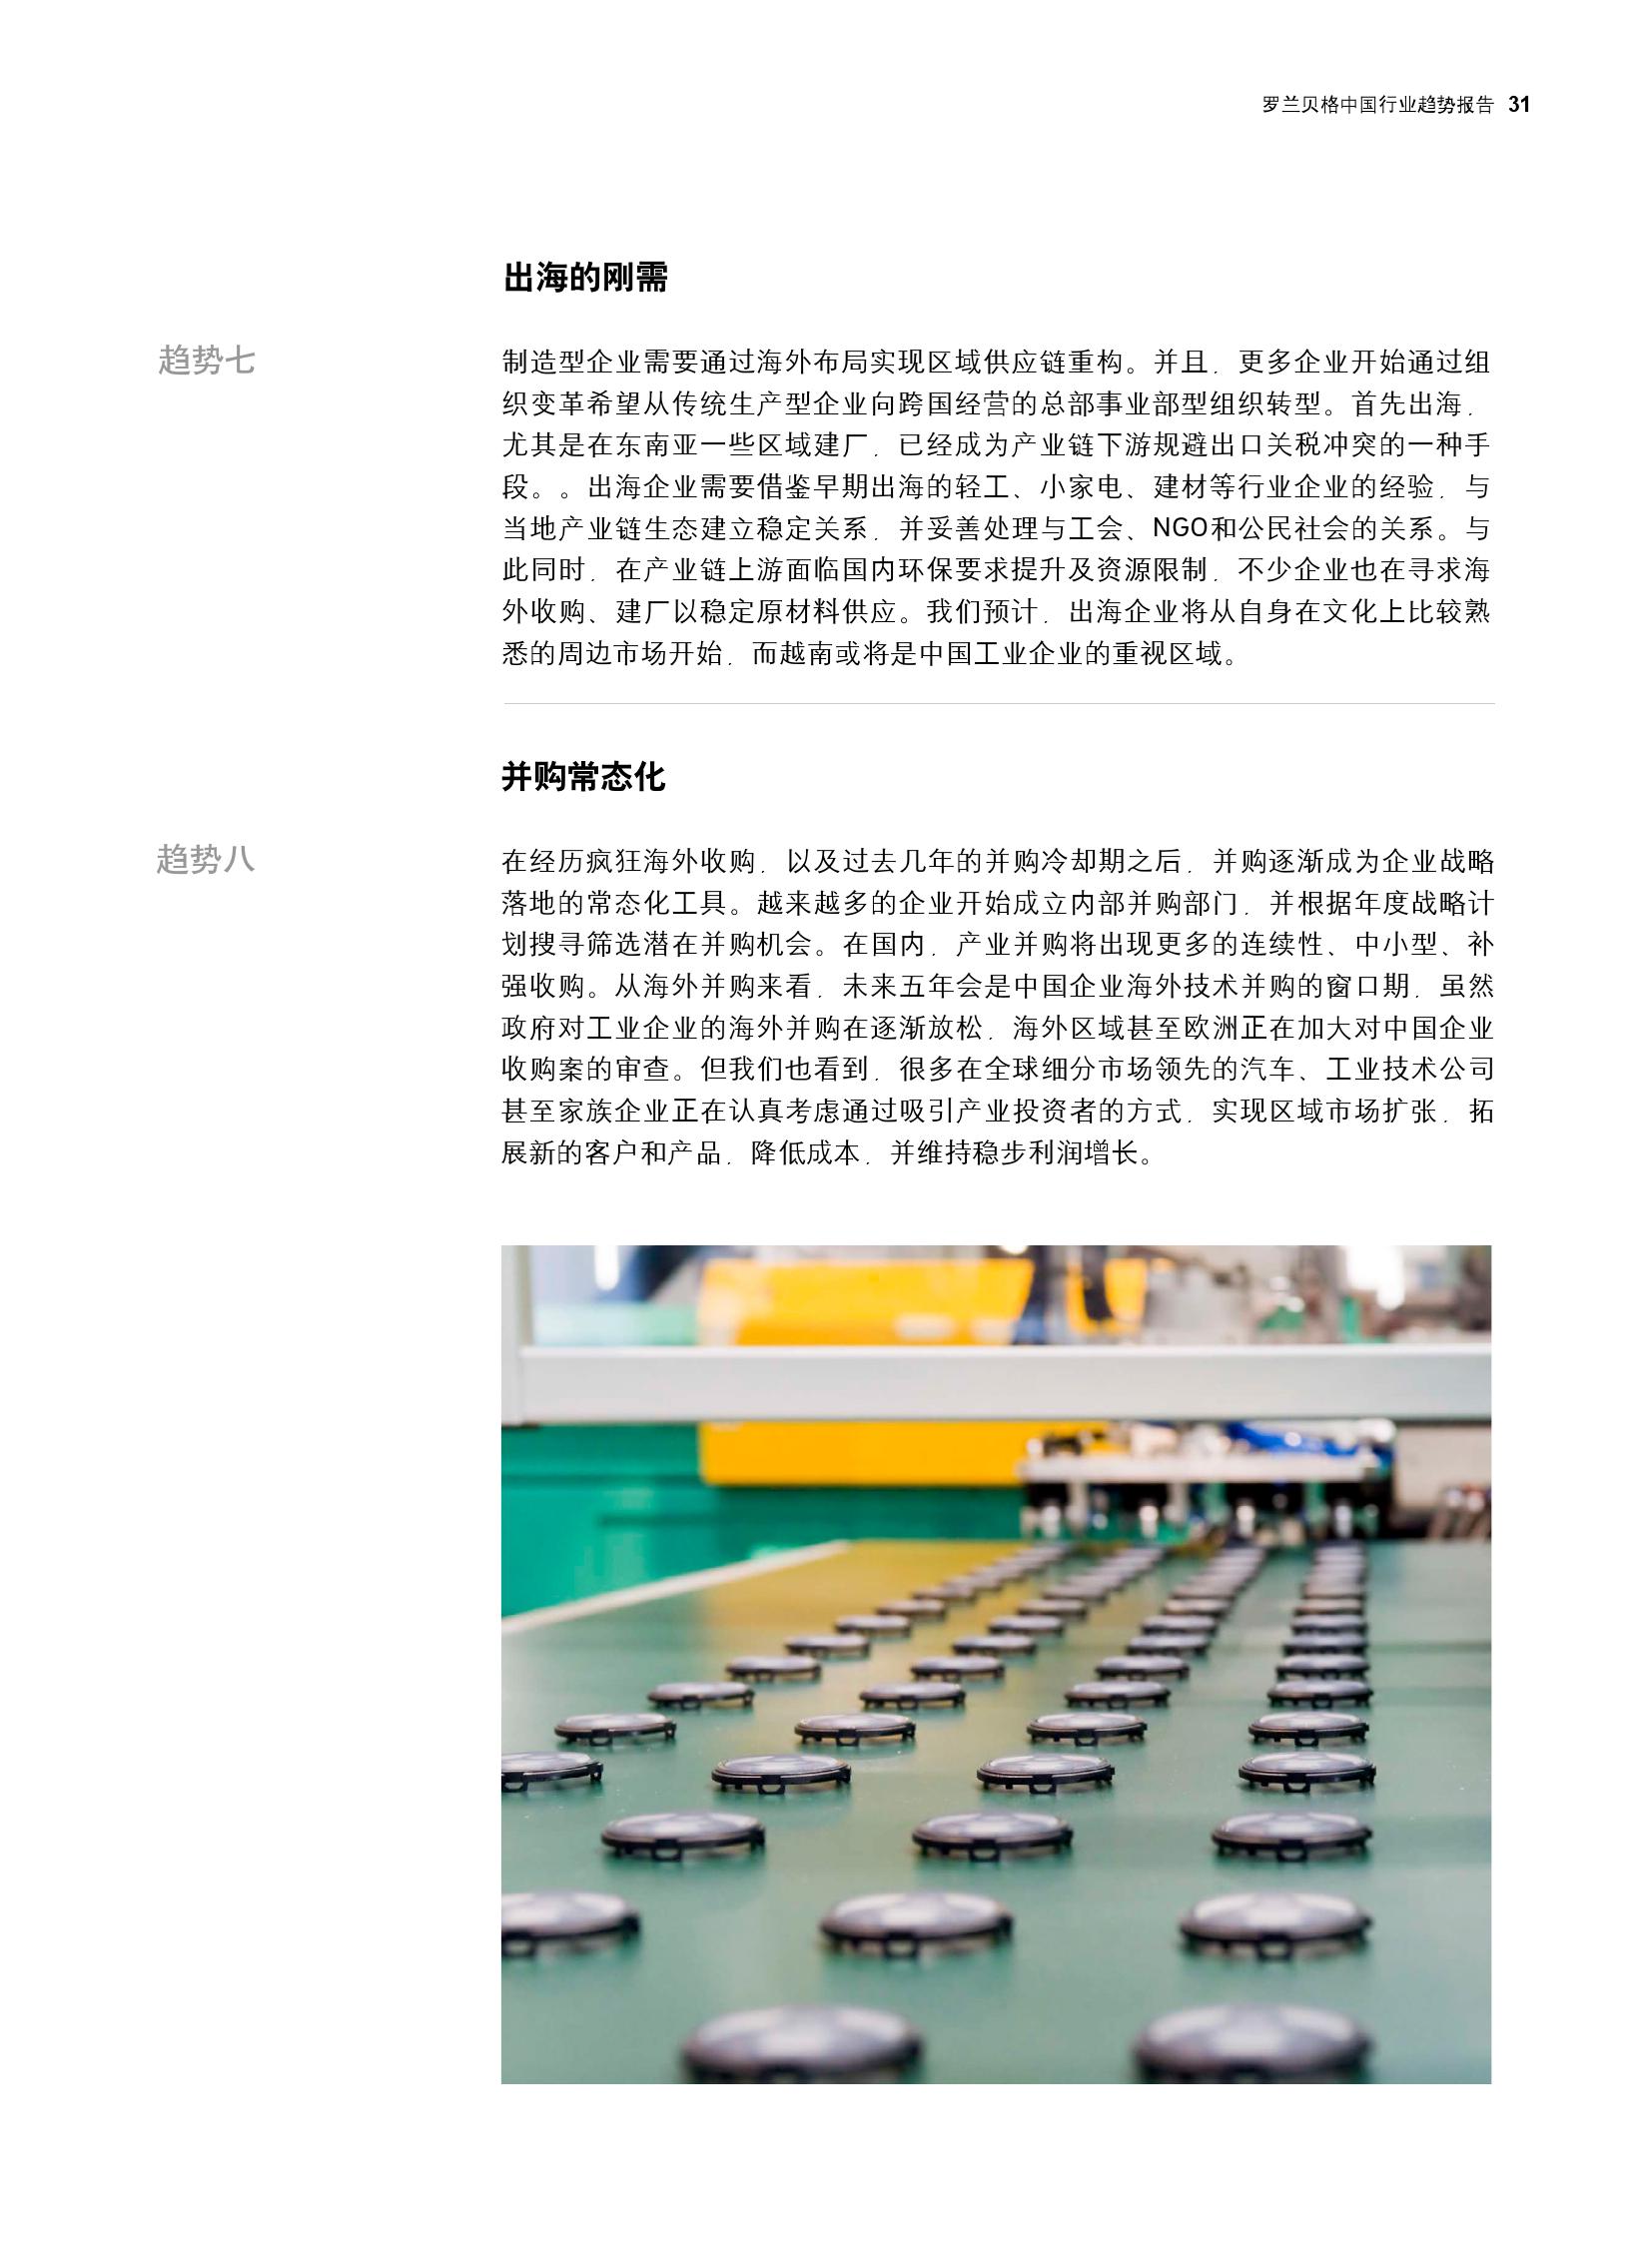 罗兰贝格中国行业趋势报告 31
出海的刚需
趋势七
制造型企业需要通过海外布局实现区域供应链重构。并且，更多企业开始通过组
织变革希望从传统生产型企业向跨国经营的总部事业部型组织转型。首先出海，
尤其是在东南亚一些区域建厂，已经成为产业链下游规避出口关税冲突的一种手
段。。出海企业需要借鉴早期出海的轻工、小家电、建材等行业企业的经验，与
当地产业链生态建立稳定关系，并妥善处理与工会、NGO和公民社会的关系。与
此同时，在产业链上游面临国内环保要求提升及资源限制，不少企业也在寻求海
外收购、建厂以稳定原材料供应。我们预计，出海企业将从自身在文化上比较熟
悉的周边市场开始，而越南或将是中国工业企业的重视区域。
并购常态化
趋势八
在经历疯狂海外收购，以及过去几年的并购冷却期之后，并购逐渐成为企业战略
落地的常态化工具。越来越多的企业开始成立内部并购部门，并根据年度战略计
划搜寻筛选潜在并购机会。在国内，产业并购将出现更多的连续性、中小型、补
强收购。从海外并购来看，未来五年会是中国企业海外技术并购的窗口期，虽然
政府对工业企业的海外并购在逐渐放松，海外区域甚至欧洲正在加大对中国企业
收购案的审查。但我们也看到，很多在全球细分市场领先的汽车、工业技术公司
甚至家族企业正在认真考虑通过吸引产业投资者的方式，实现区域市场扩张，拓
展新的客户和产品，降低成本，并维持稳步利润增长。